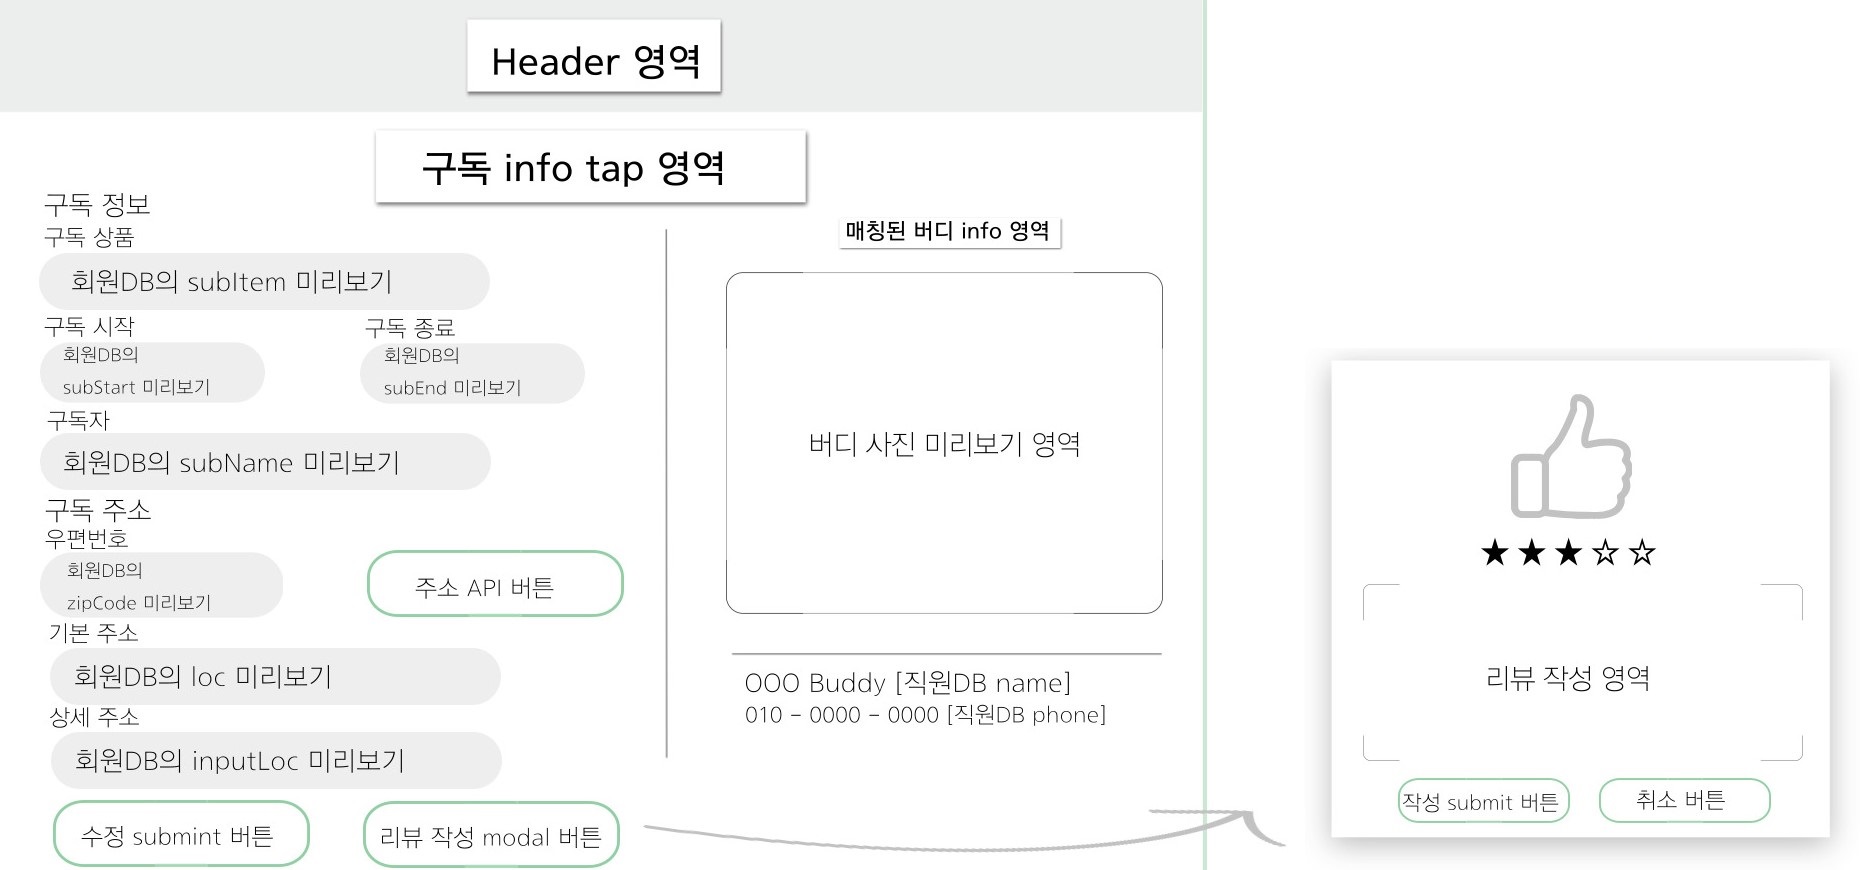 Header 영역
구독 info tap 영역
구독 정보
구독 상품
회원DB의 subItem 미리보기
구독 시작
회원DB의
subStart 미리보기
구독 종료
회원DB의
subEnd 미리보기
구독자
회원DB의 subName 미리보기
구독 주소
우편번호
회원DB의
zipCode 미리보기
주소 API 버튼
기본 주소
회원DB의 loc 미리보기
상세 주소
회원DB의 inputLoc 미리보기
수정 submint 버튼
리뷰 작성 modal 버튼
매칭된 버디 info 영역
버디 사진 미리보기 영역
OOO Buddy [직원DB name]
010 - 0000 - 0000 [직원DB phone]
★★★☆☆
리뷰 작성 영역
작성 submit 버튼
취소 버튼